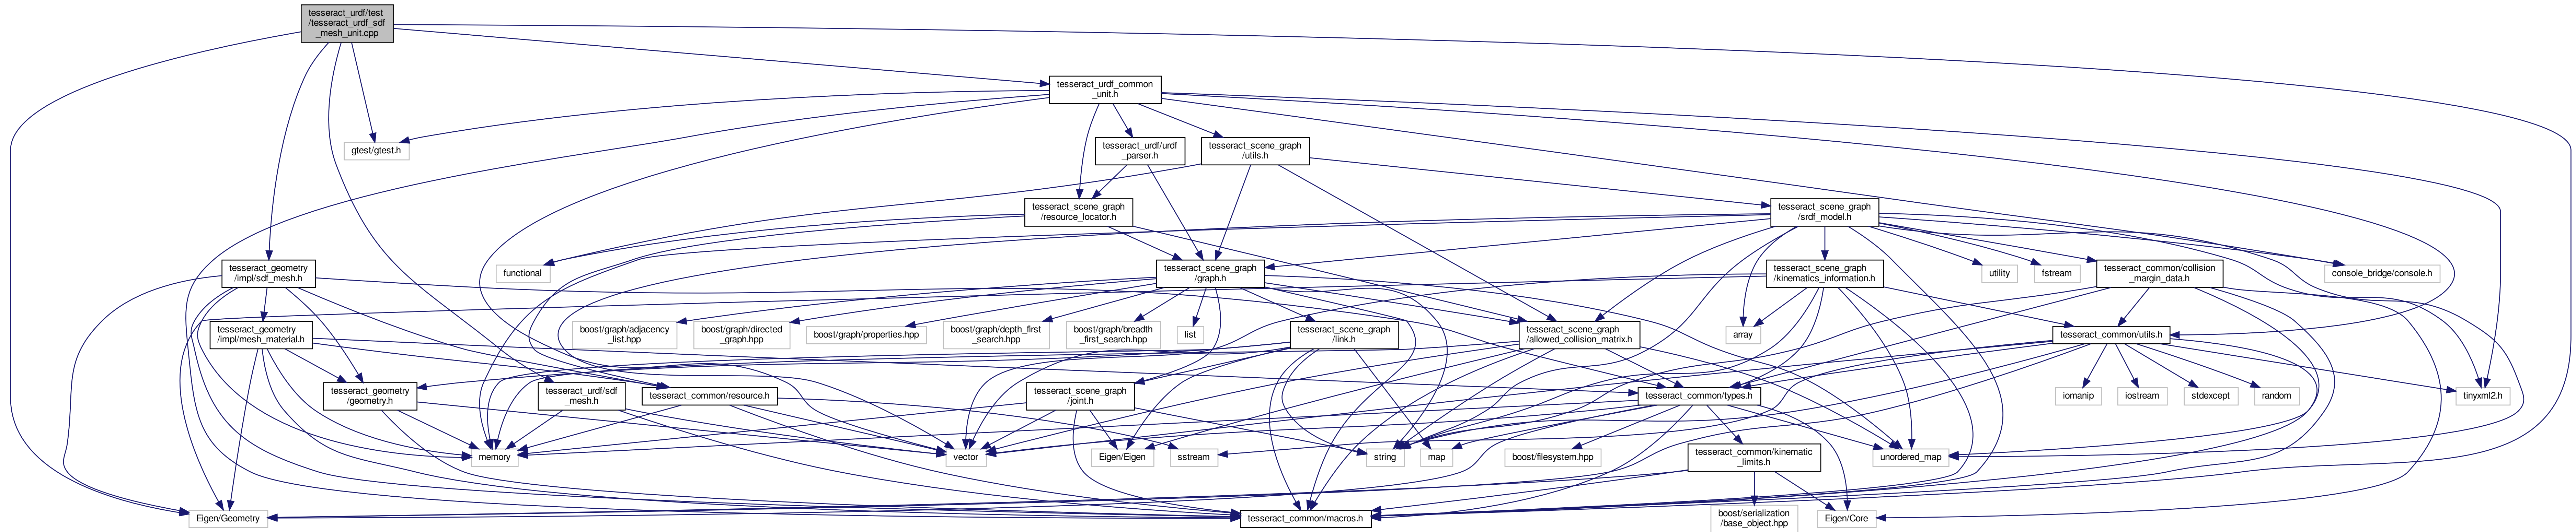 tesseract_urdf/test
/tesseract_urdf_sdf
_mesh_unit.cpp
tesseract_urdf_common
_unit.h
gtest/gtest.h
tesseract_urdf/urdf
_parser.h
tesseract_scene_graph
/utils.h
tesseract_scene_graph
/resource_locator.h
tesseract_scene_graph
/srdf_model.h
tesseract_geometry
/impl/sdf_mesh.h
functional
tesseract_scene_graph
/graph.h
tesseract_scene_graph
/kinematics_information.h
utility
fstream
tesseract_common/collision
_margin_data.h
console_bridge/console.h
tesseract_geometry
/impl/mesh_material.h
boost/graph/adjacency
_list.hpp
boost/graph/directed
_graph.hpp
boost/graph/properties.hpp
boost/graph/depth_first
_search.hpp
boost/graph/breadth
_first_search.hpp
list
tesseract_scene_graph
/link.h
tesseract_scene_graph
/allowed_collision_matrix.h
array
tesseract_common/utils.h
tesseract_geometry
/geometry.h
tesseract_urdf/sdf
_mesh.h
tesseract_common/resource.h
tesseract_scene_graph
/joint.h
tesseract_common/types.h
iomanip
iostream
stdexcept
random
tinyxml2.h
memory
vector
Eigen/Eigen
sstream
string
map
boost/filesystem.hpp
tesseract_common/kinematic
_limits.h
unordered_map
Eigen/Geometry
tesseract_common/macros.h
boost/serialization
/base_object.hpp
Eigen/Core